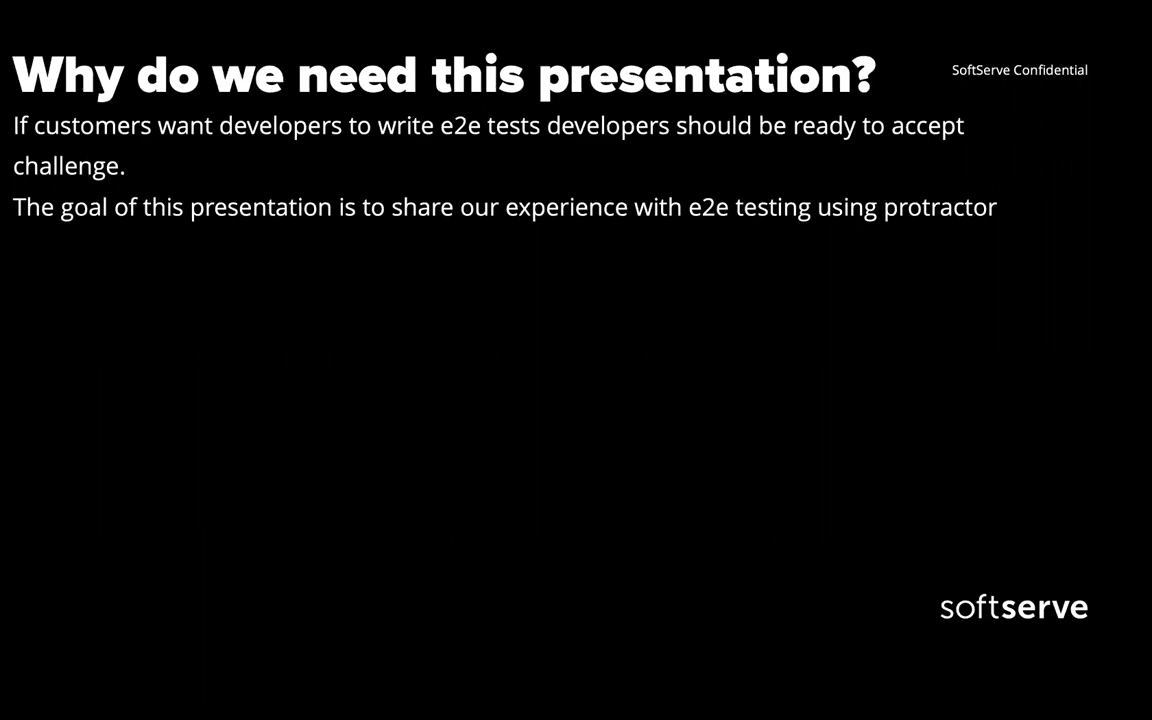 Why do we need this presentation?
SoftServe Confidential
If customers want developers to write e2e tests developers should be ready to accept
challenge.
The goal of this presentation is to share our experience with e2e testing using protractor
softserve